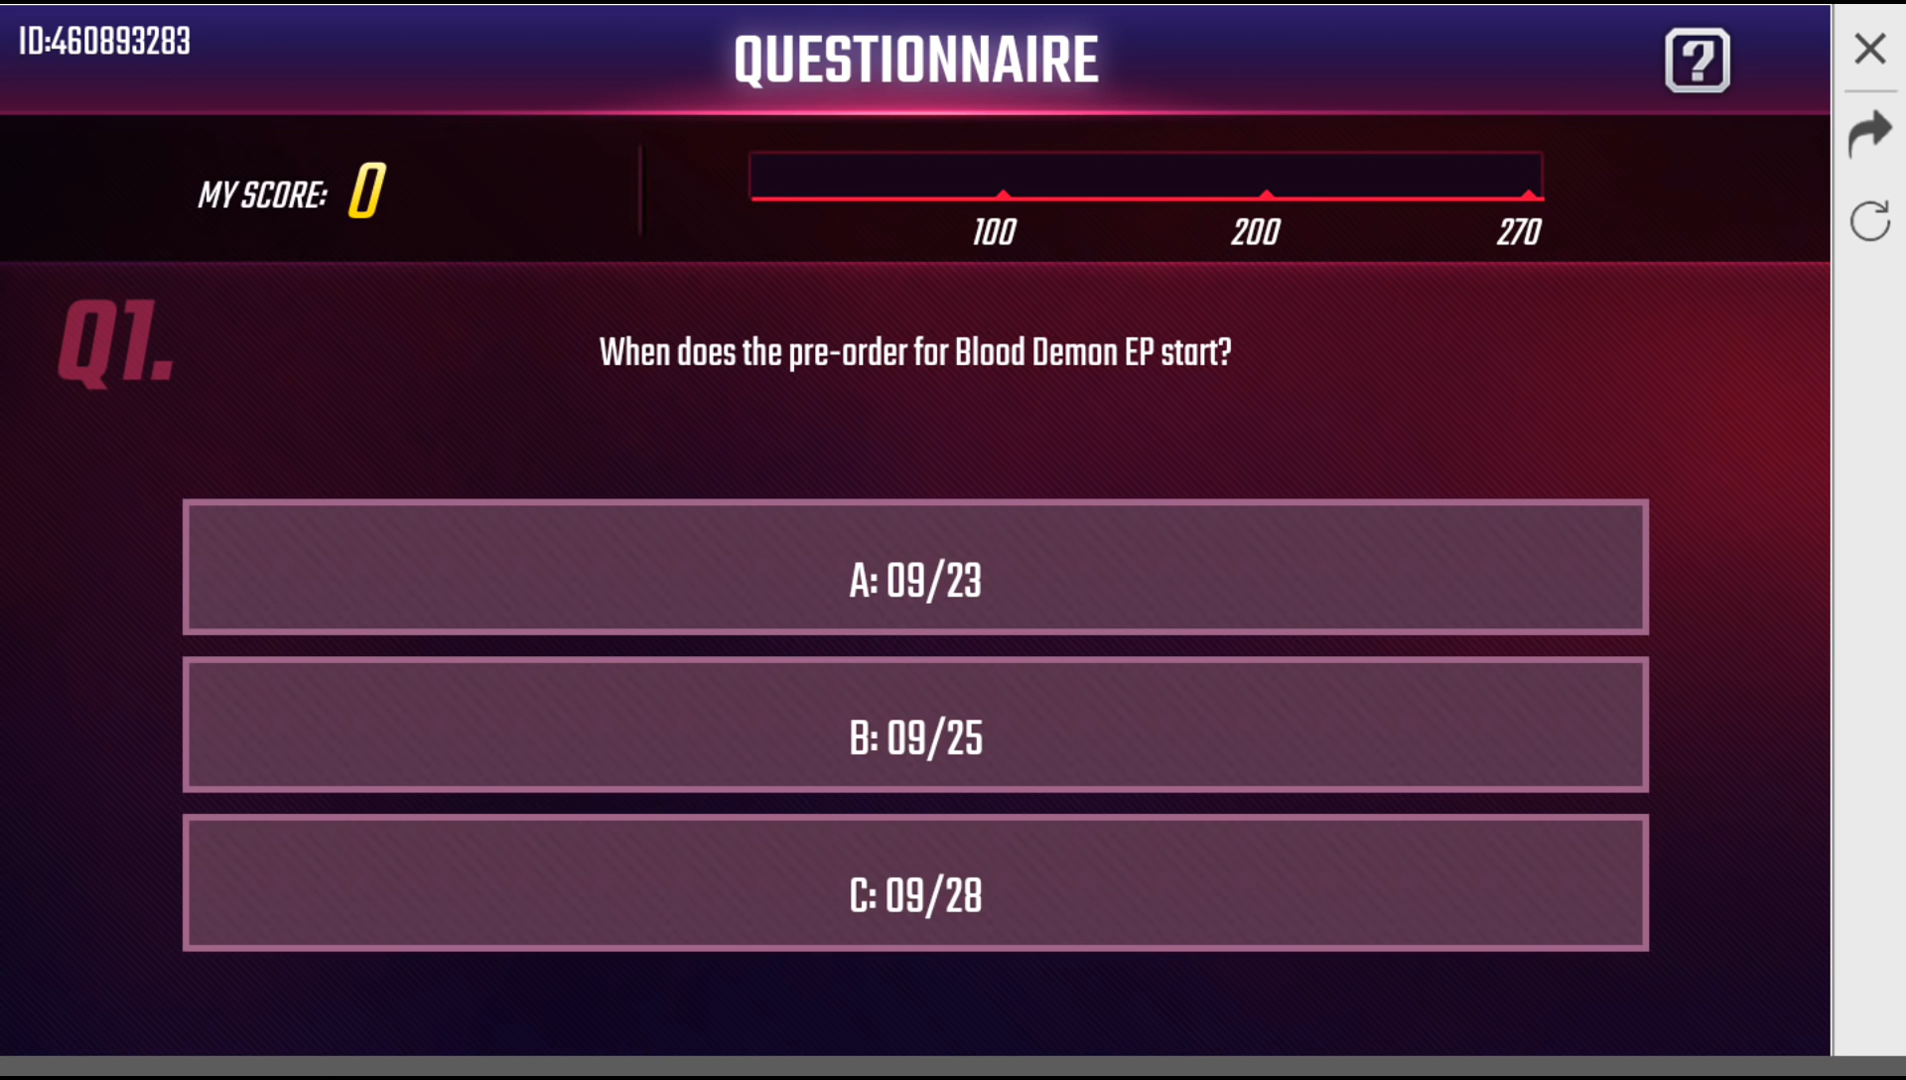 ID:460893283
QUESTIONNAIRE
?
MY SCORE: 0
100 200 270
Q1.
When does the pre-order for Blood Demon EP start?
A: 09/23
B: 09/25
C: 09/28